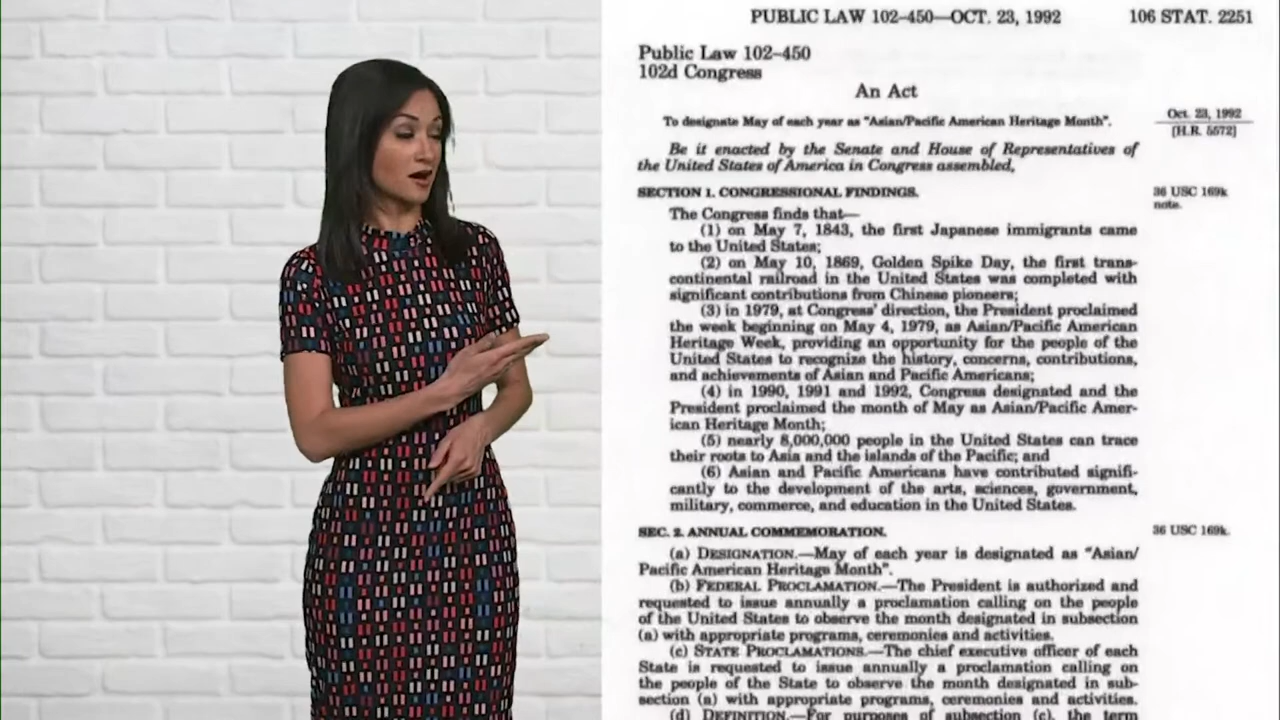 PUBLIC LAW 102–450—OCT. 23, 1992 106 STAT. 2251
Public Law 102–450
102d Congress
An Act
To designate May of each year as "Asian/Pacific American Heritage Month".
Oct. 23, 1992
[H.R. 5572]
Be it enacted by the Senate and House of Representatives of
the United States of America in Congress assembled,
SECTION 1. CONGRESSIONAL FINDINGS.
36 USC 169k
note.
The Congress finds that—
(1) on May 7, 1843, the first Japanese immigrants came
to the United States;
(2) on May 10, 1869, Golden Spike Day, the first trans-
continental railroad in the United States was completed with
significant contributions from Chinese pioneers;
(3) in 1979, at Congress' direction, the President proclaimed
the week beginning on May 4, 1979, as Asian/Pacific American
Heritage Week, providing an opportunity for the people of the
United States to recognize the history, concerns, contributions,
and achievements of Asian and Pacific Americans;
(4) in 1990, 1991 and 1992, Congress designated and the
President proclaimed the month of May as Asian/Pacific Amer-
ican Heritage Month;
(5) nearly 8,000,000 people in the United States can trace
their roots to Asia and the islands of the Pacific; and
(6) Asian and Pacific Americans have contributed signifi-
cantly to the development of the arts, sciences, government,
military, commerce, and education in the United States.
SEC. 2. ANNUAL COMMEMORATION.
36 USC 169k.
(a) DESIGNATION.—May of each year is designated as "Asian/
Pacific American Heritage Month".
(b) FEDERAL PROCLAMATION.—The President is authorized and
requested to issue annually a proclamation calling on the people
of the United States to observe the month designated in subsection
(a) with appropriate programs, ceremonies and activities.
(c) STATE PROCLAMATIONS.—The chief executive officer of each
State is requested to issue annually a proclamation calling on
the people of the State to observe the month designated in sub-
section (a) with appropriate programs, ceremonies and activities.
(d) DEFINITION.—For purposes of subsection (c), the term